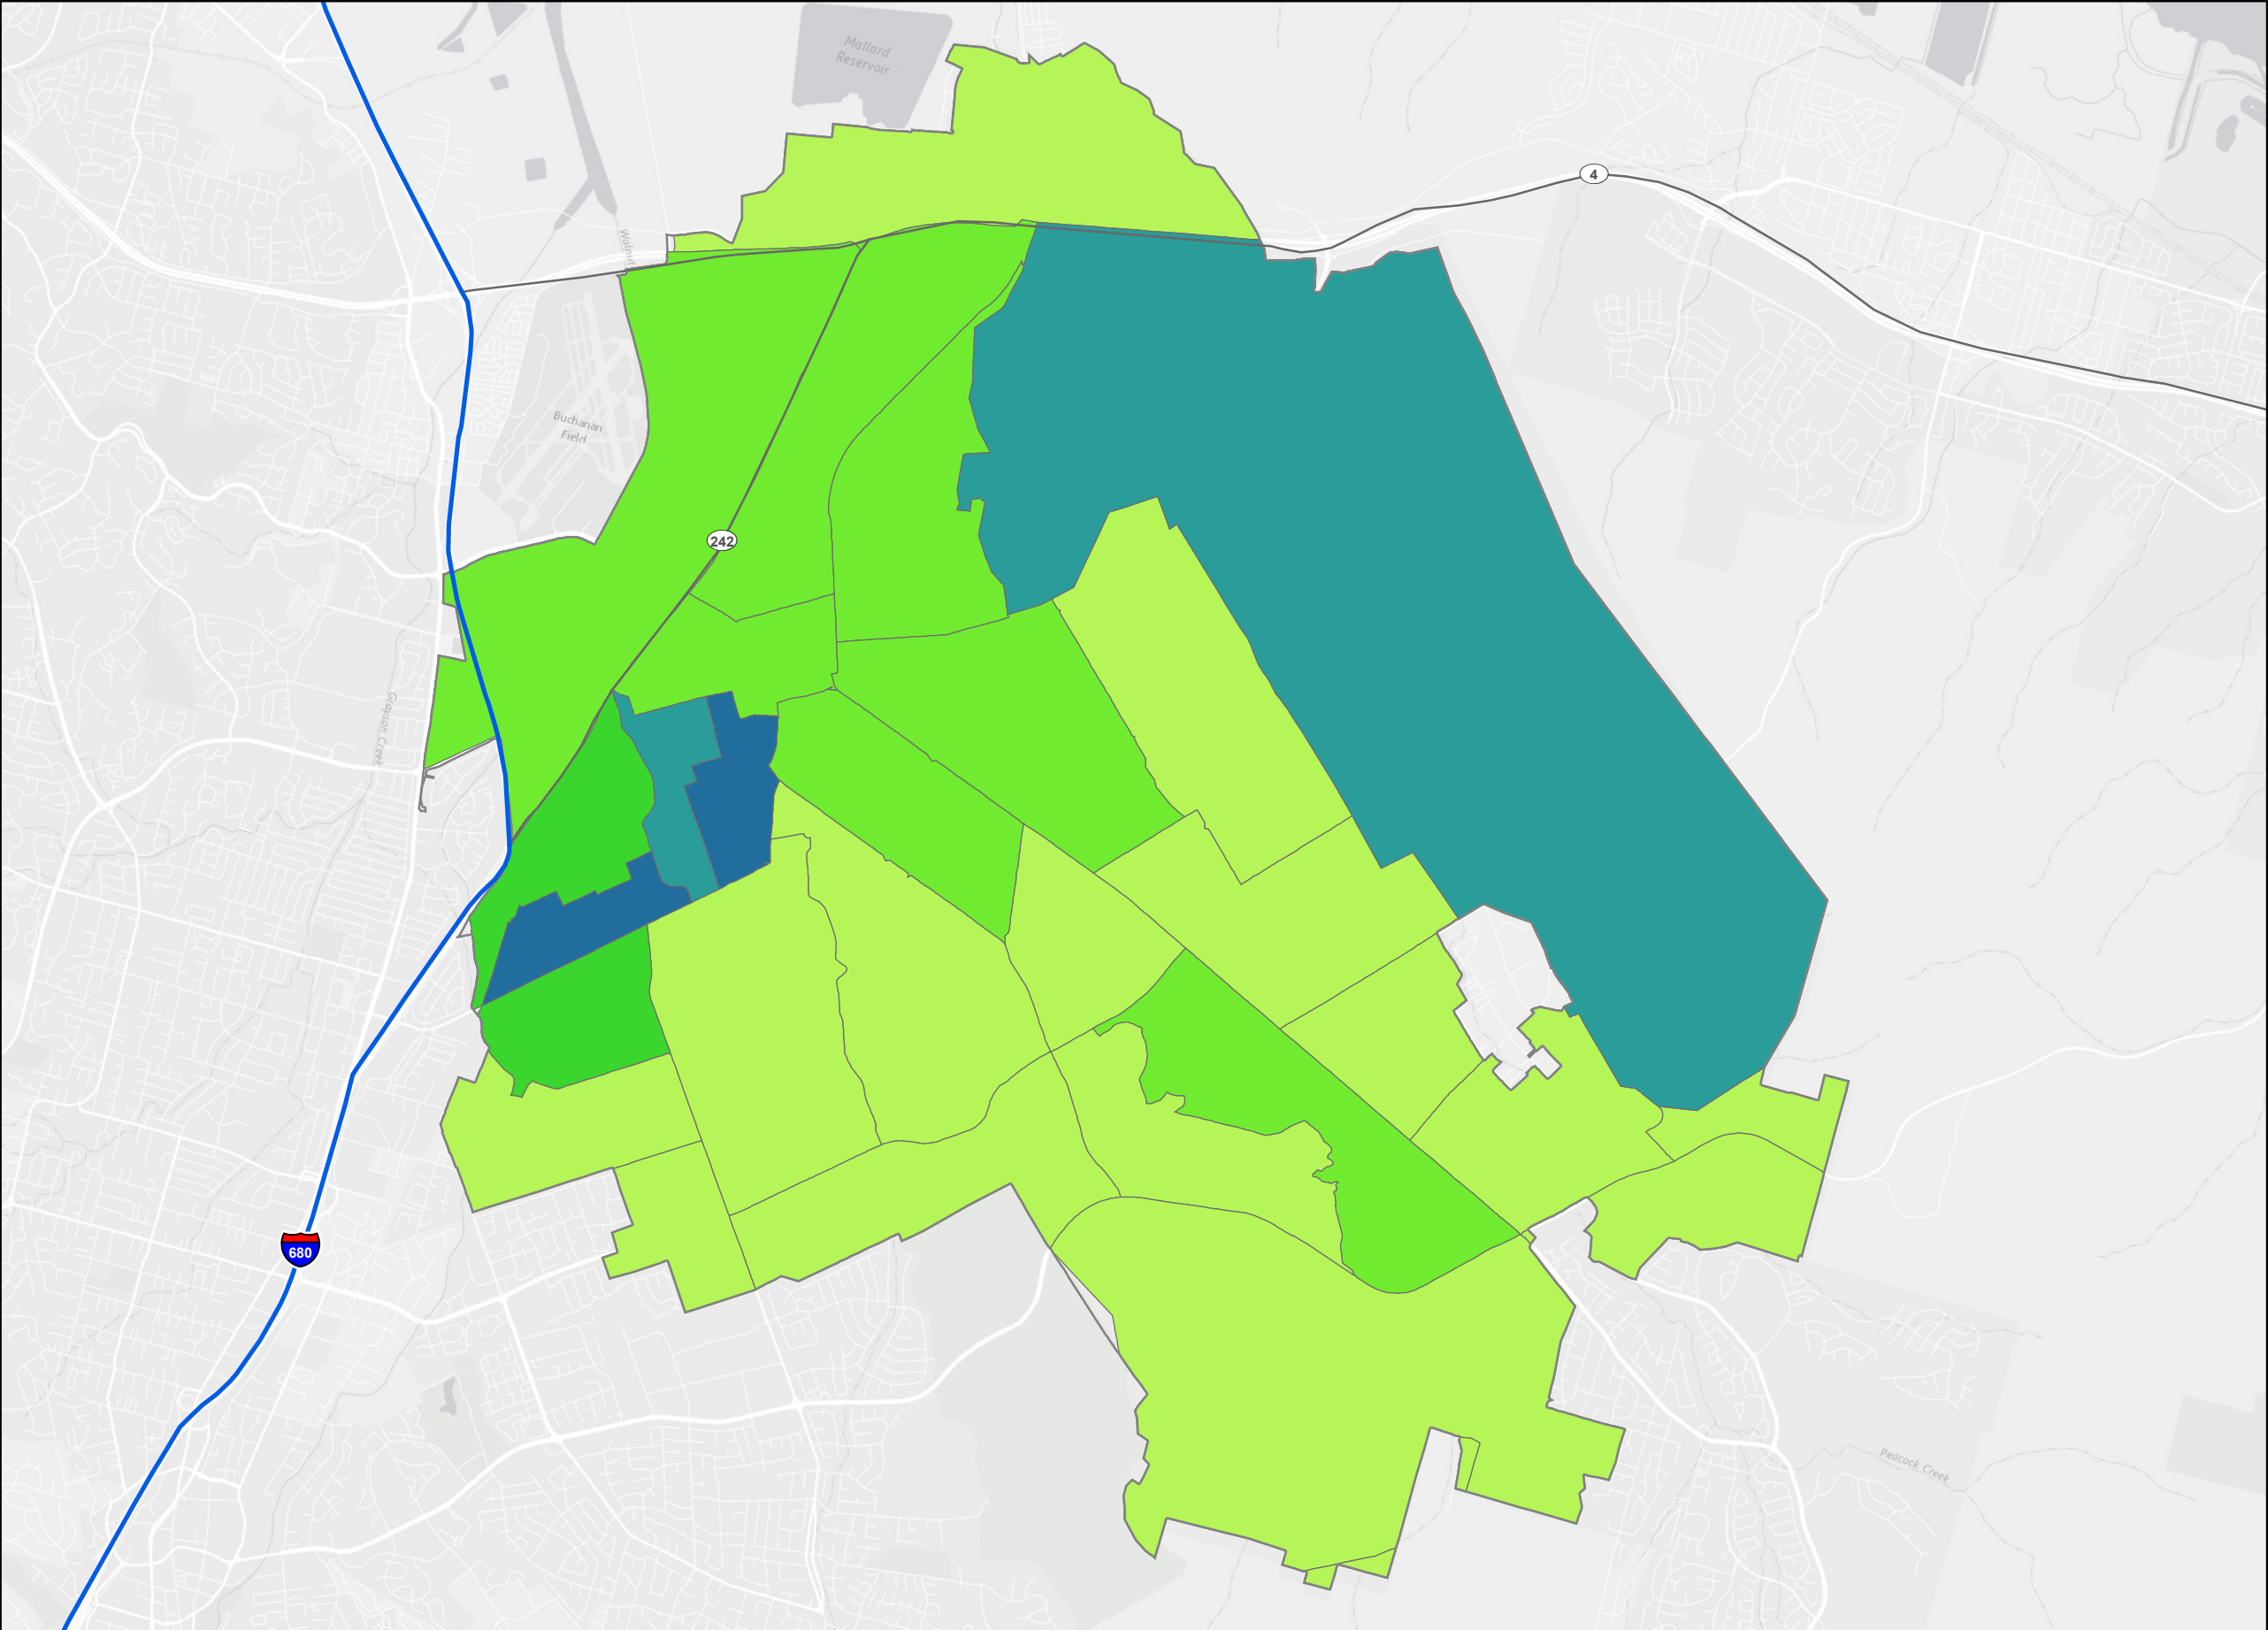 Mallard
Reservoir
4
Walnut
Buchanan
Field
242
Grayson Creek
680
Peacock Creek